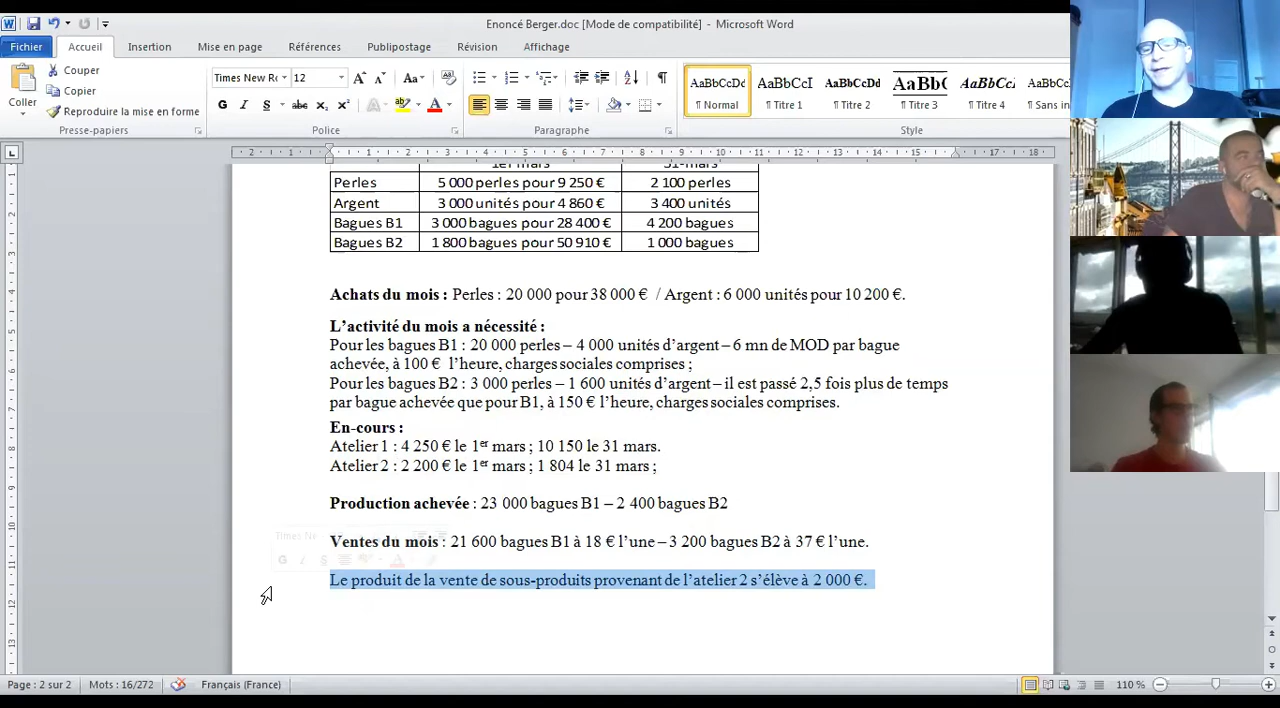 Enoncé Berger.doc [Mode de compatibilité] - Microsoft Word
Fichier Accueil Insertion Mise en page Références Publipostage Révision Affichage
Coller
Couper
Copier
Reproduire la mise en forme
Presse-papiers
Times New Ro 12
Police
Paragraphe
AaBbCcDd AaBbCcI AaBbCcDd AaBbC AaBbCcI AaBbCc
¶ Normal ¶ Titre 1 ¶ Titre 2 ¶ Titre 3 ¶ Titre 4 ¶ Sans in
Style
1er mars 31-mars
Perles 5 000 perles pour 9 250 € 2 100 perles
Argent 3 000 unités pour 4 860 € 3 400 unités
Bagues B1 3 000 bagues pour 28 400 € 4 200 bagues
Bagues B2 1 800 bagues pour 50 910 € 1 000 bagues
Achats du mois : Perles : 20 000 pour 38 000 € / Argent : 6 000 unités pour 10 200 €.
L’activité du mois a nécessité :
Pour les bagues B1 : 20 000 perles – 4 000 unités d’argent – 6 mn de MOD par bague
achevée, à 100 € l’heure, charges sociales comprises ;
Pour les bagues B2 : 3 000 perles – 1 600 unités d’argent – il est passé 2,5 fois plus de temps
par bague achevée que pour B1, à 150 € l’heure, charges sociales comprises.
En-cours :
Atelier 1 : 4 250 € le 1er mars ; 10 150 le 31 mars.
Atelier 2 : 2 200 € le 1er mars ; 1 804 le 31 mars ;
Production achevée : 23 000 bagues B1 – 2 400 bagues B2
Ventes du mois : 21 600 bagues B1 à 18 € l’une – 3 200 bagues B2 à 37 € l’une.
Le produit de la vente de sous-produits provenant de l’atelier 2 s’élève à 2 000 €.
Page : 2 sur 2 Mots : 16/272 Français (France) 110 %